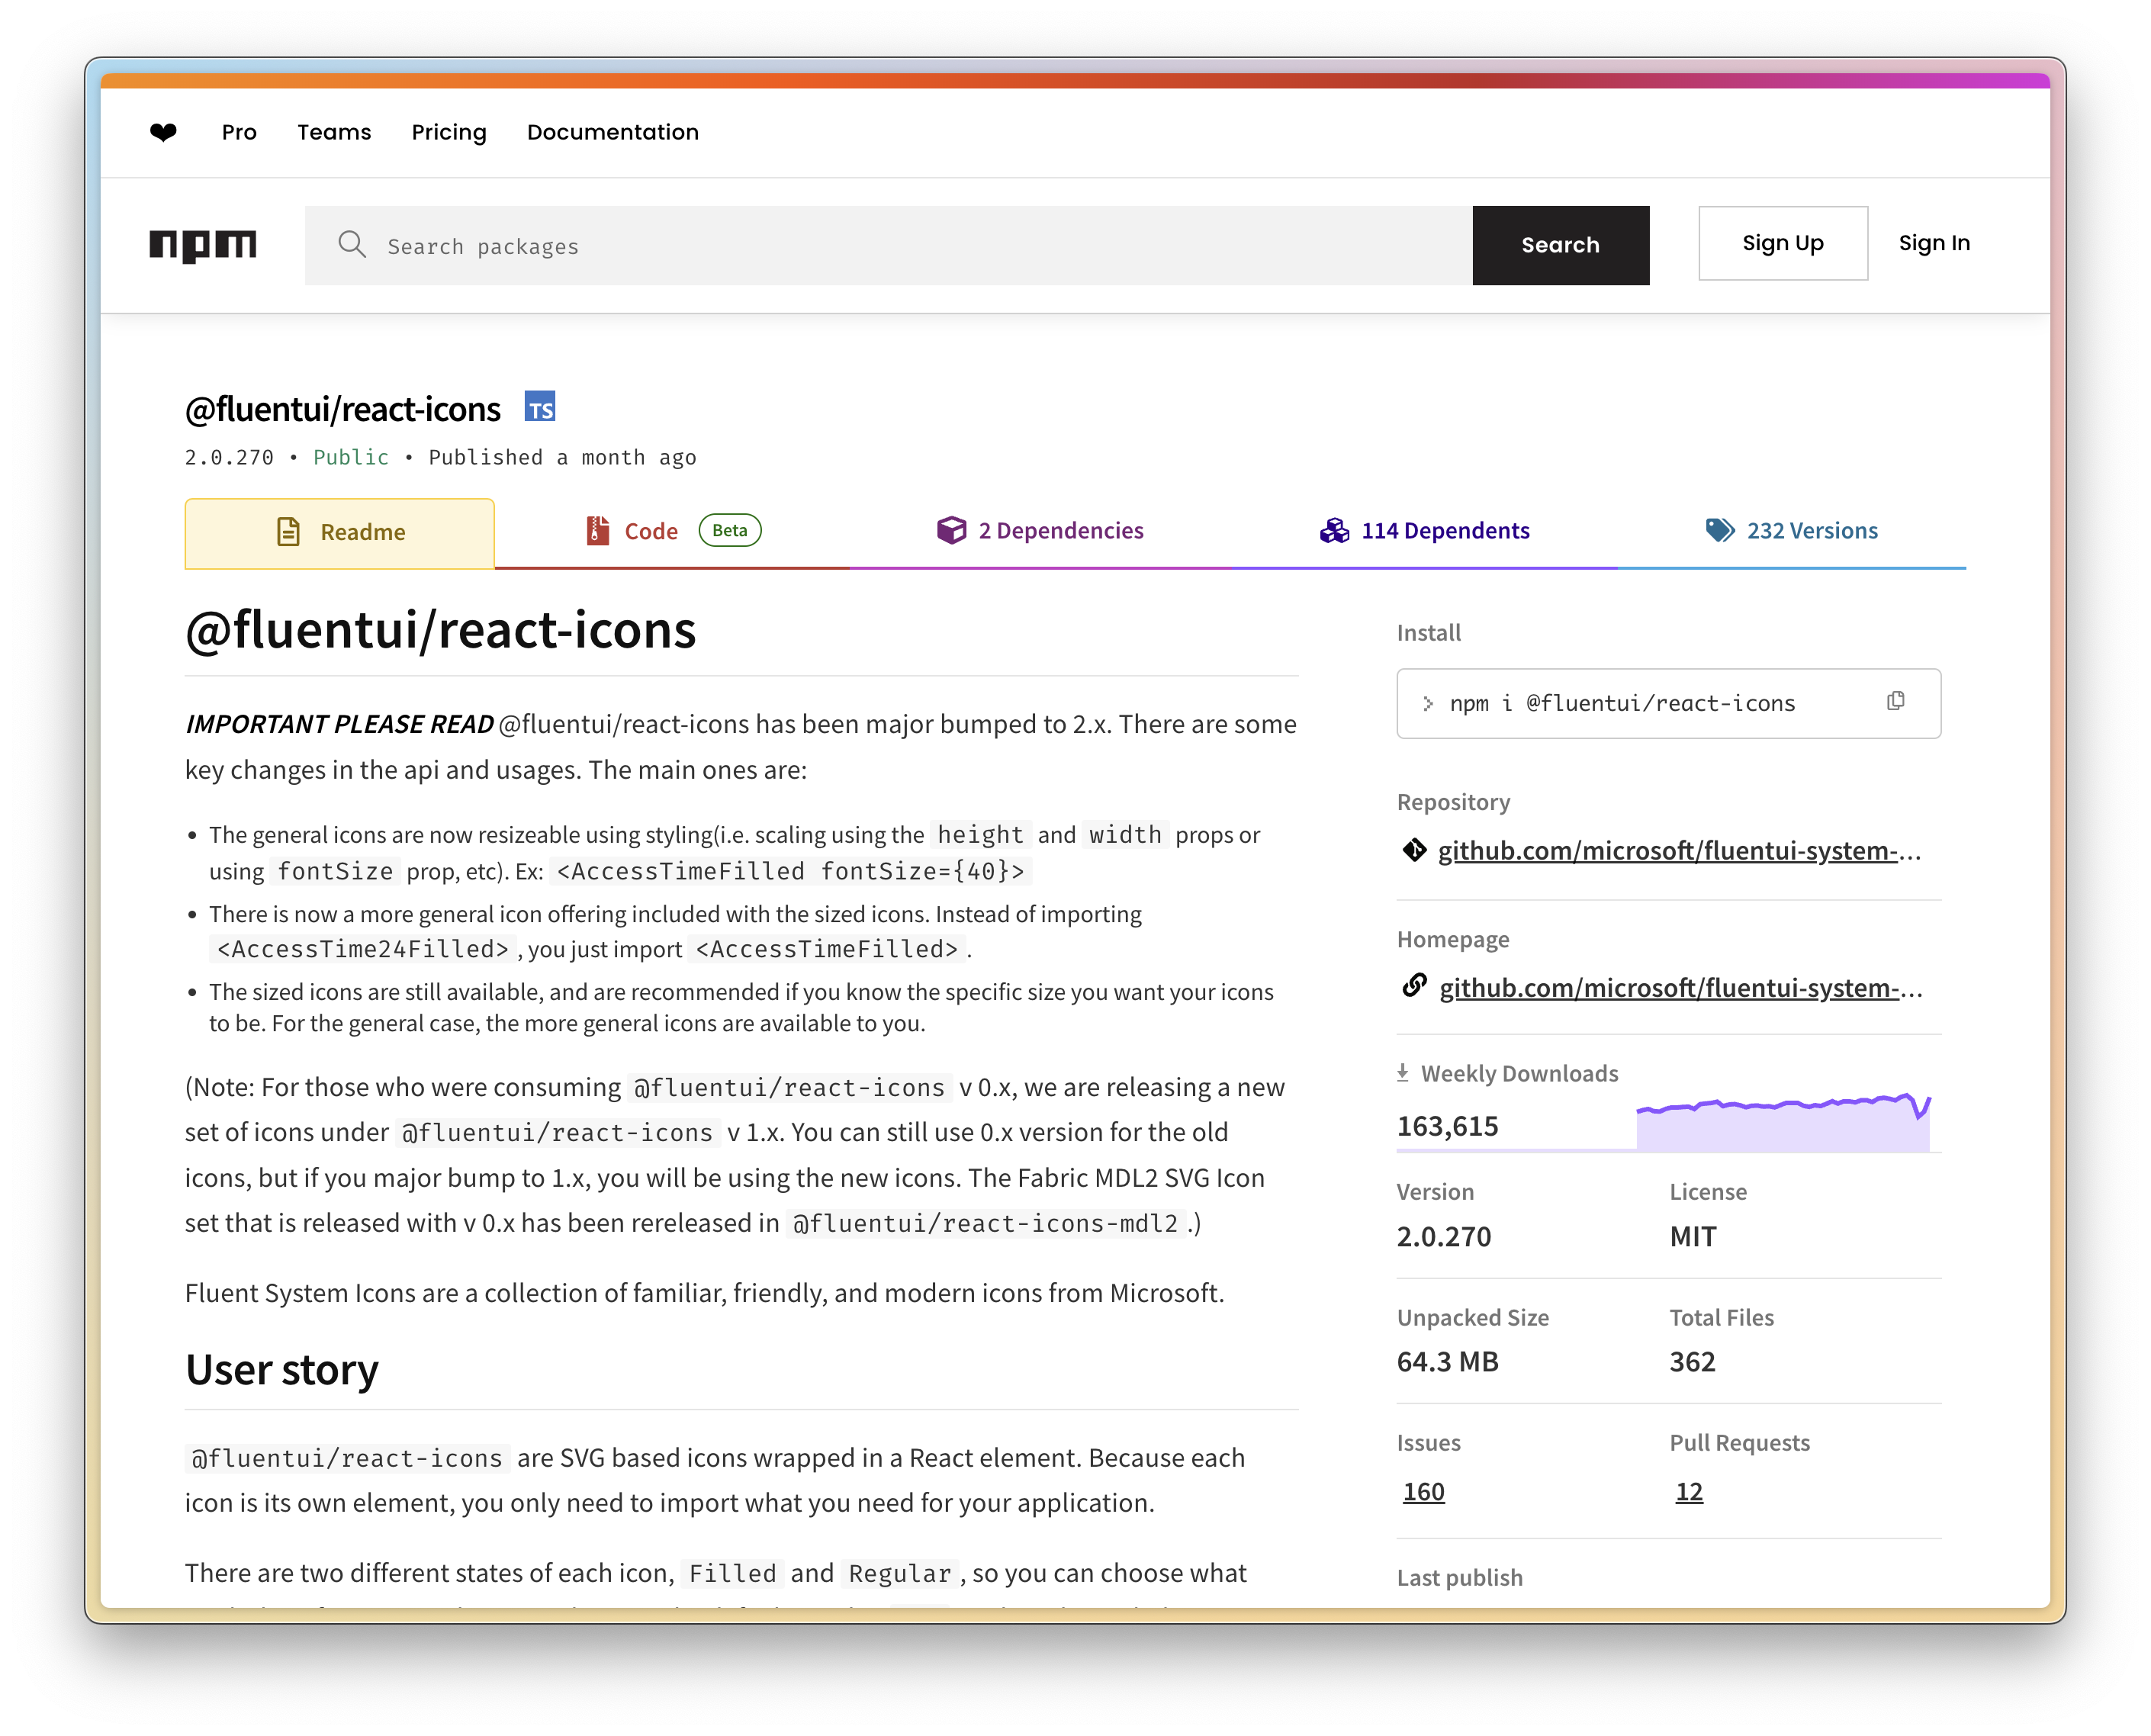 Pro Teams Pricing Documentation
npm Search packages Search Sign Up Sign In
@fluentui/react-icons TS
2.0.270 • Public • Published a month ago
Readme Code Beta 2 Dependencies 114 Dependents 232 Versions
@fluentui/react-icons
IMPORTANT PLEASE READ @fluentui/react-icons has been major bumped to 2.x. There are some
key changes in the api and usages. The main ones are:
• The general icons are now resizeable using styling(i.e. scaling using the height and width props or
using fontSize prop, etc). Ex: <AccessTimeFilled fontSize={40}>
• There is now a more general icon offering included with the sized icons. Instead of importing
<AccessTime24Filled>, you just import <AccessTimeFilled>.
• The sized icons are still available, and are recommended if you know the specific size you want your icons
to be. For the general case, the more general icons are available to you.
(Note: For those who were consuming @fluentui/react-icons v 0.x, we are releasing a new
set of icons under @fluentui/react-icons v 1.x. You can still use 0.x version for the old
icons, but if you major bump to 1.x, you will be using the new icons. The Fabric MDL2 SVG Icon
set that is released with v 0.x has been rereleased in @fluentui/react-icons-mdl2.)
Fluent System Icons are a collection of familiar, friendly, and modern icons from Microsoft.
User story
@fluentui/react-icons are SVG based icons wrapped in a React element. Because each
icon is its own element, you only need to import what you need for your application.
There are two different states of each icon, Filled and Regular, so you can choose what
Install
> npm i @fluentui/react-icons
Repository
github.com/microsoft/fluentui-system-...
Homepage
github.com/microsoft/fluentui-system-...
Weekly Downloads
163,615
Version License
2.0.270 MIT
Unpacked Size Total Files
64.3 MB 362
Issues Pull Requests
160 12
Last publish